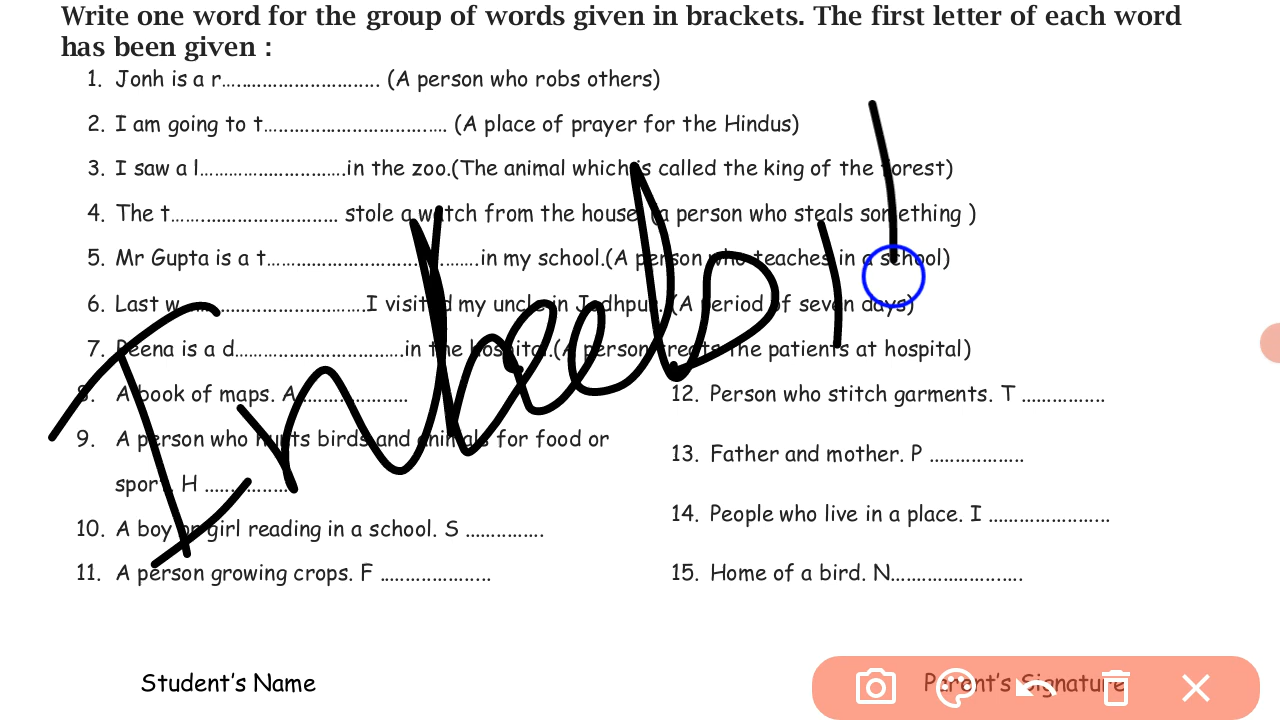 Write one word for the group of words given in brackets. The first letter of each word
has been given :
1. Jonh is a r.............................. (A person who robs others)
2. I am going to t.................................. (A place of prayer for the Hindus)
3. I saw a l............................in the zoo.(The animal which is called the king of the forest)
4. The t............................... stole a watch from the house. (a person who steals something )
5. Mr Gupta is a t........................................in my school.(A person who teaches in a school)
6. Last w..................................I visited my uncle in Jodhpur. (A period of seven days)
7. Reena is a d................................in the hospital.(A person treats the patients at hospital)
8. A book of maps. A....................
9. A person who hunts birds and animals for food or
sport. H .................
10. A boy or girl reading in a school. S ...............
11. A person growing crops. F .....................
12. Person who stitch garments. T ................
13. Father and mother. P ..................
14. People who live in a place. I .......................
15. Home of a bird. N.........................
Student's Name
Parent's Signature